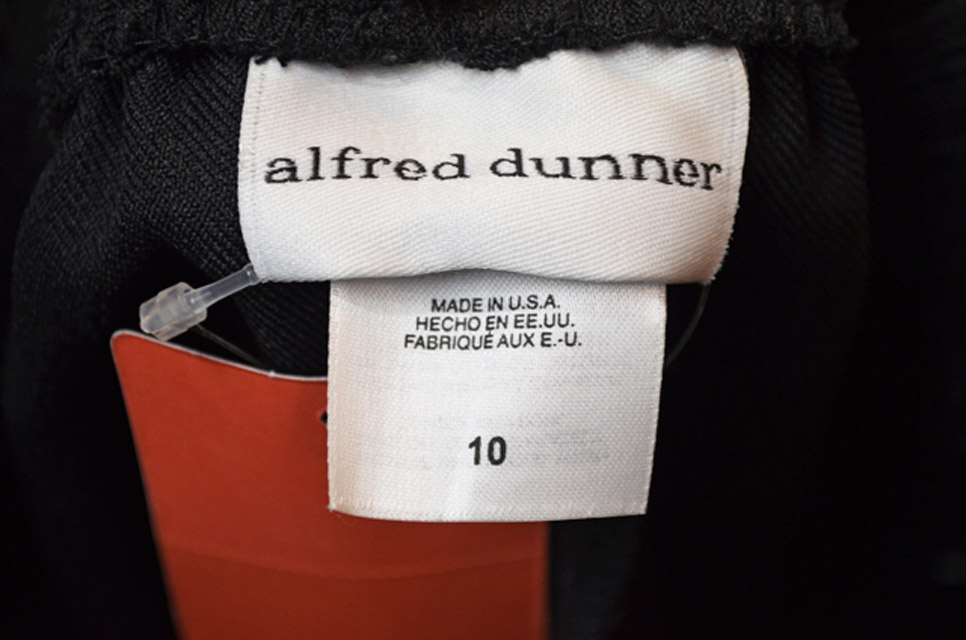 alfred dunner
MADE IN U.S.A.
HECHO EN EE.UU.
FABRIQUÉ AUX E.-U.
10